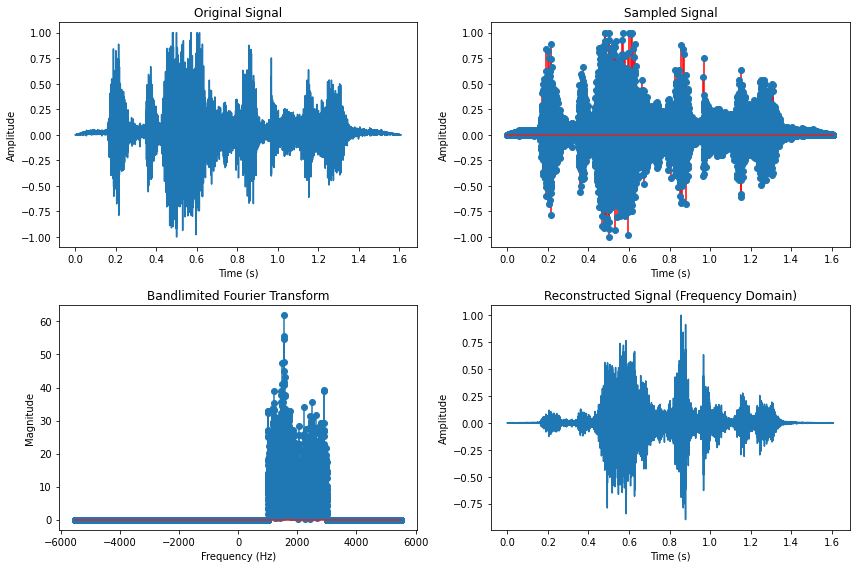 Original Signal
1.00
0.75
0.50
0.25
0.00
−0.25
−0.50
−0.75
−1.00
Amplitude
0.0 0.2 0.4 0.6 0.8 1.0 1.2 1.4 1.6
Time (s)
Sampled Signal
1.00
0.75
0.50
0.25
0.00
−0.25
−0.50
−0.75
−1.00
Amplitude
0.0 0.2 0.4 0.6 0.8 1.0 1.2 1.4 1.6
Time (s)
Bandlimited Fourier Transform
60
50
40
30
20
10
0
Magnitude
−6000 −4000 −2000 0 2000 4000 6000
Frequency (Hz)
Reconstructed Signal (Frequency Domain)
1.00
0.75
0.50
0.25
0.00
−0.25
−0.50
−0.75
Amplitude
0.0 0.2 0.4 0.6 0.8 1.0 1.2 1.4 1.6
Time (s)